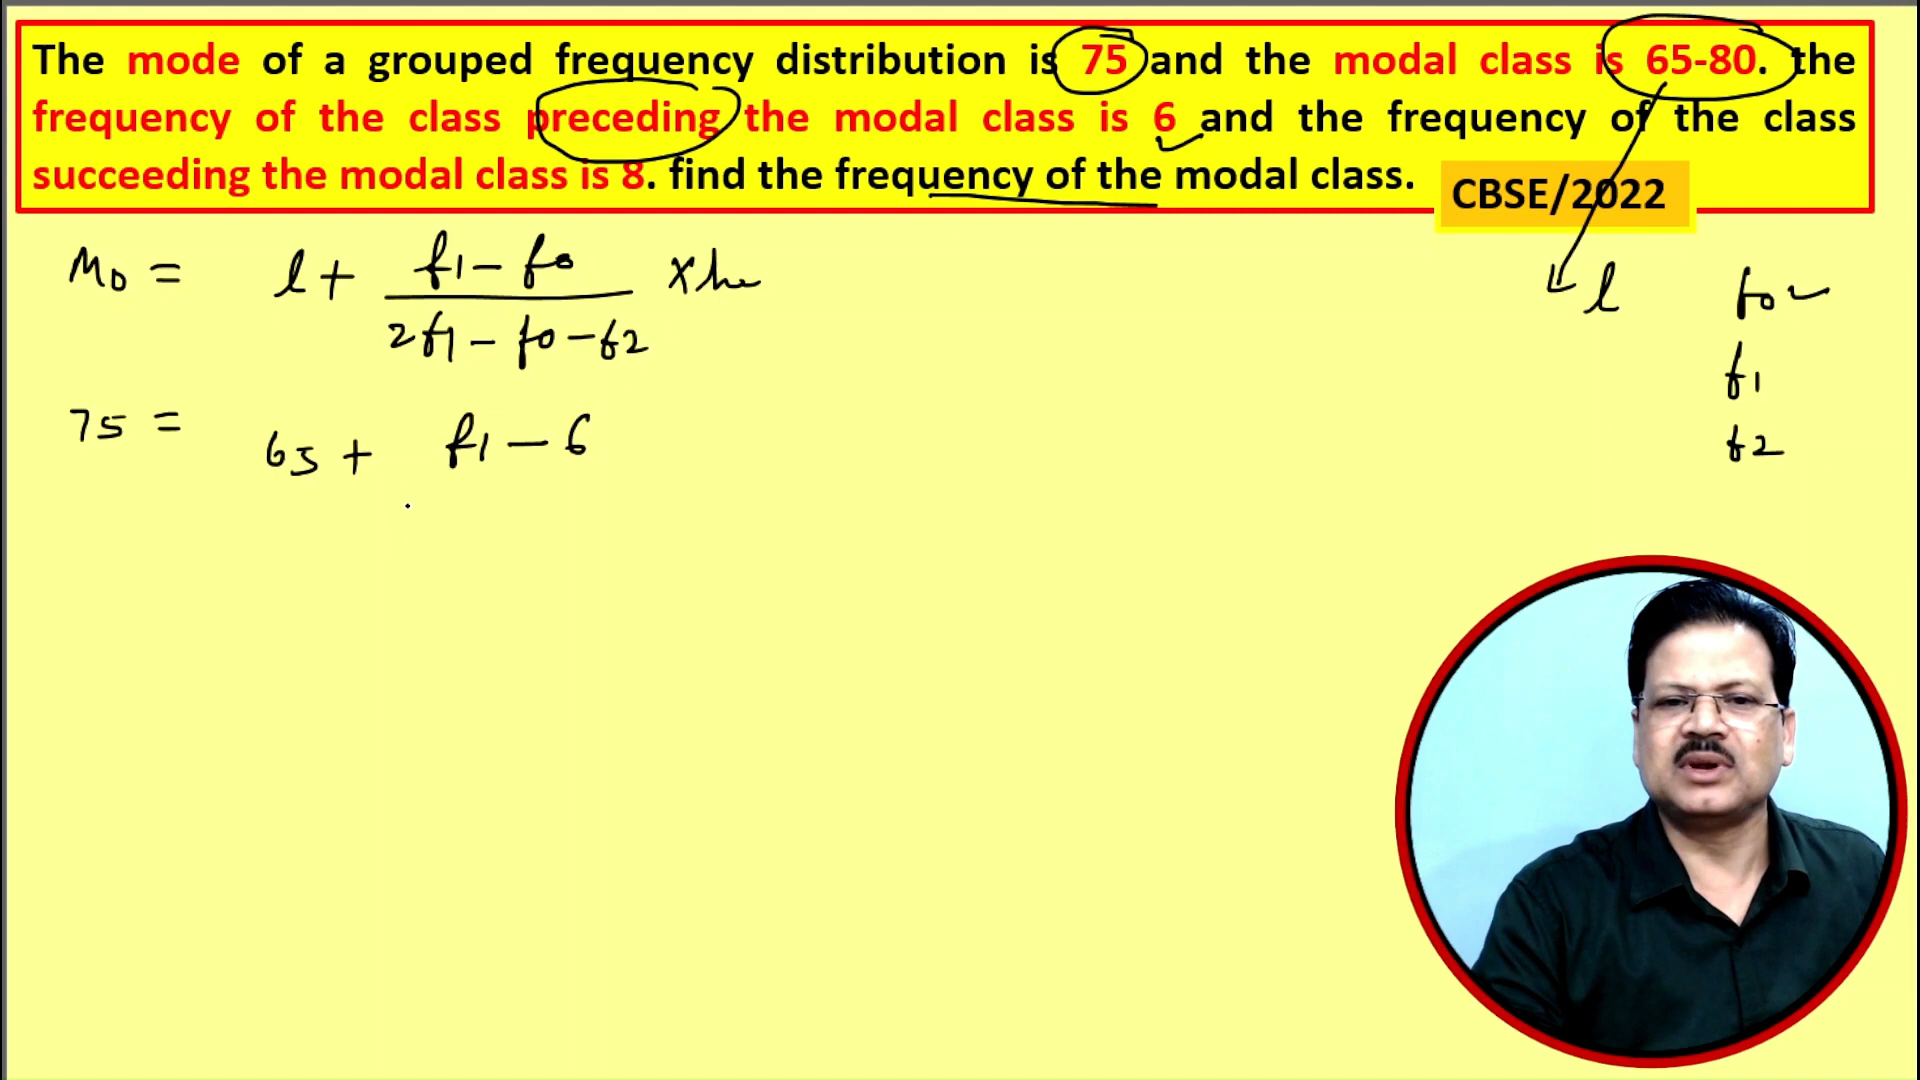 The mode of a grouped frequency distribution is 75 and the modal class is 65-80. the
frequency of the class preceding the modal class is 6 and the frequency of the class
succeeding the modal class is 8. find the frequency of the modal class.
CBSE/2022
Mo = l + f1 - f0 / 2f1 - f0 - f2 × h
l f0
f1
f2
75 = 65 + f1 - 6